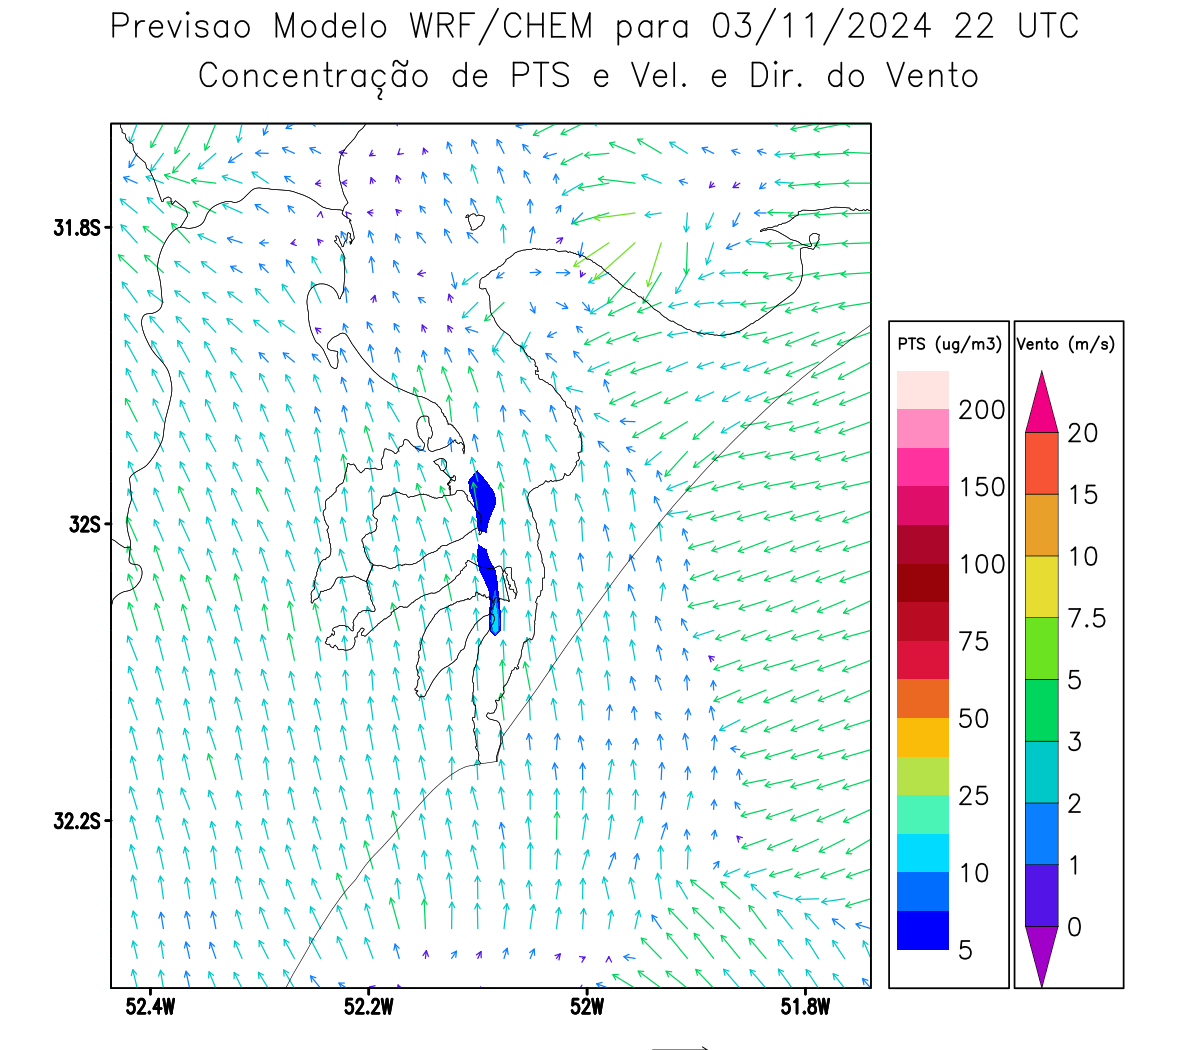 Previsao Modelo WRF/CHEM para 03/11/2024 22 UTC
Concentração de PTS e Vel. e Dir. do Vento
31.8S
32S
32.2S
52.4W
52.2W
52W
51.8W
PTS (ug/m3)
200
150
100
75
50
25
10
5
Vento (m/s)
20
15
10
7.5
5
3
2
1
0